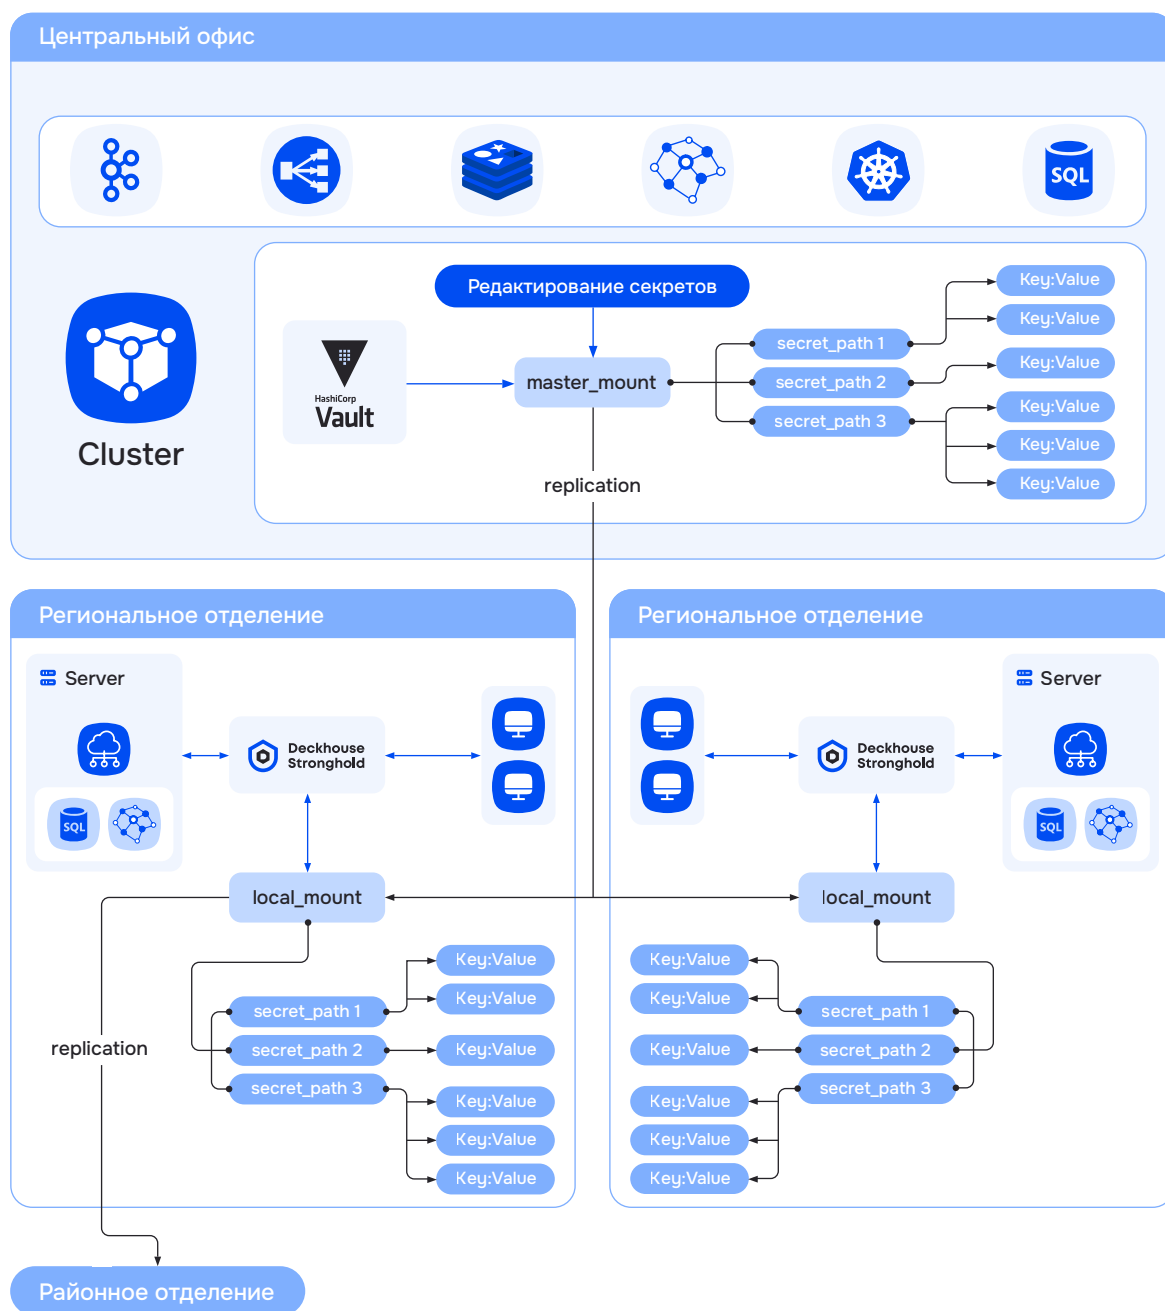 Центральный офис
SQL
Редактирование секретов
Key:Value
Key:Value
secret_path 1
HashiCorp
Vault
master_mount
secret_path 2
Key:Value
secret_path 3
Key:Value
Key:Value
Key:Value
Cluster
replication
Региональное отделение
Server
Deckhouse
Stronghold
SQL
local_mount
Key:Value
Key:Value
secret_path 1
secret_path 2
Key:Value
secret_path 3
Key:Value
Key:Value
Key:Value
replication
Региональное отделение
Server
Deckhouse
Stronghold
SQL
local_mount
Key:Value
Key:Value
secret_path 1
Key:Value
secret_path 2
secret_path 3
Key:Value
Key:Value
Key:Value
Районное отделение